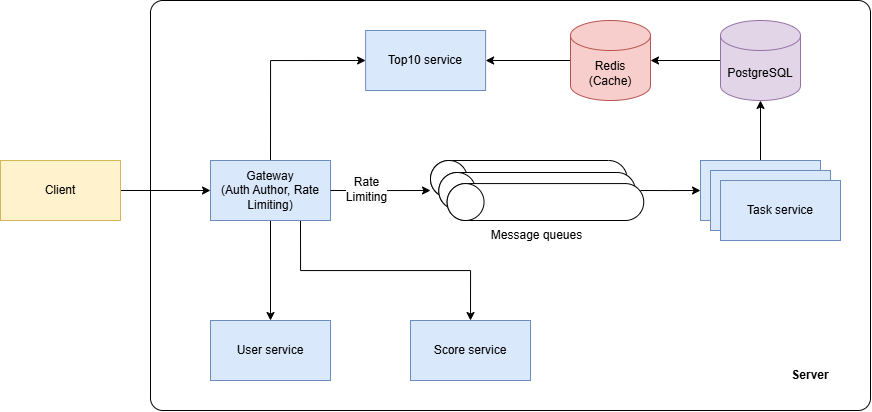 Top10 service
Redis
(Cache)
PostgreSQL
Client
Gateway
(Auth Author, Rate
Limiting)
Rate
Limiting
Message queues
Task service
User service
Score service
Server